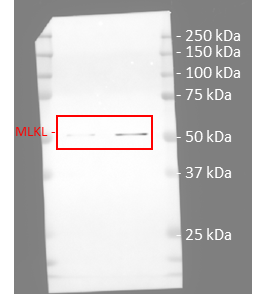 - 250 kDa
- 150 kDa
- 100 kDa
- 75 kDa
MLKL - - 50 kDa
- 37 kDa
- 25 kDa